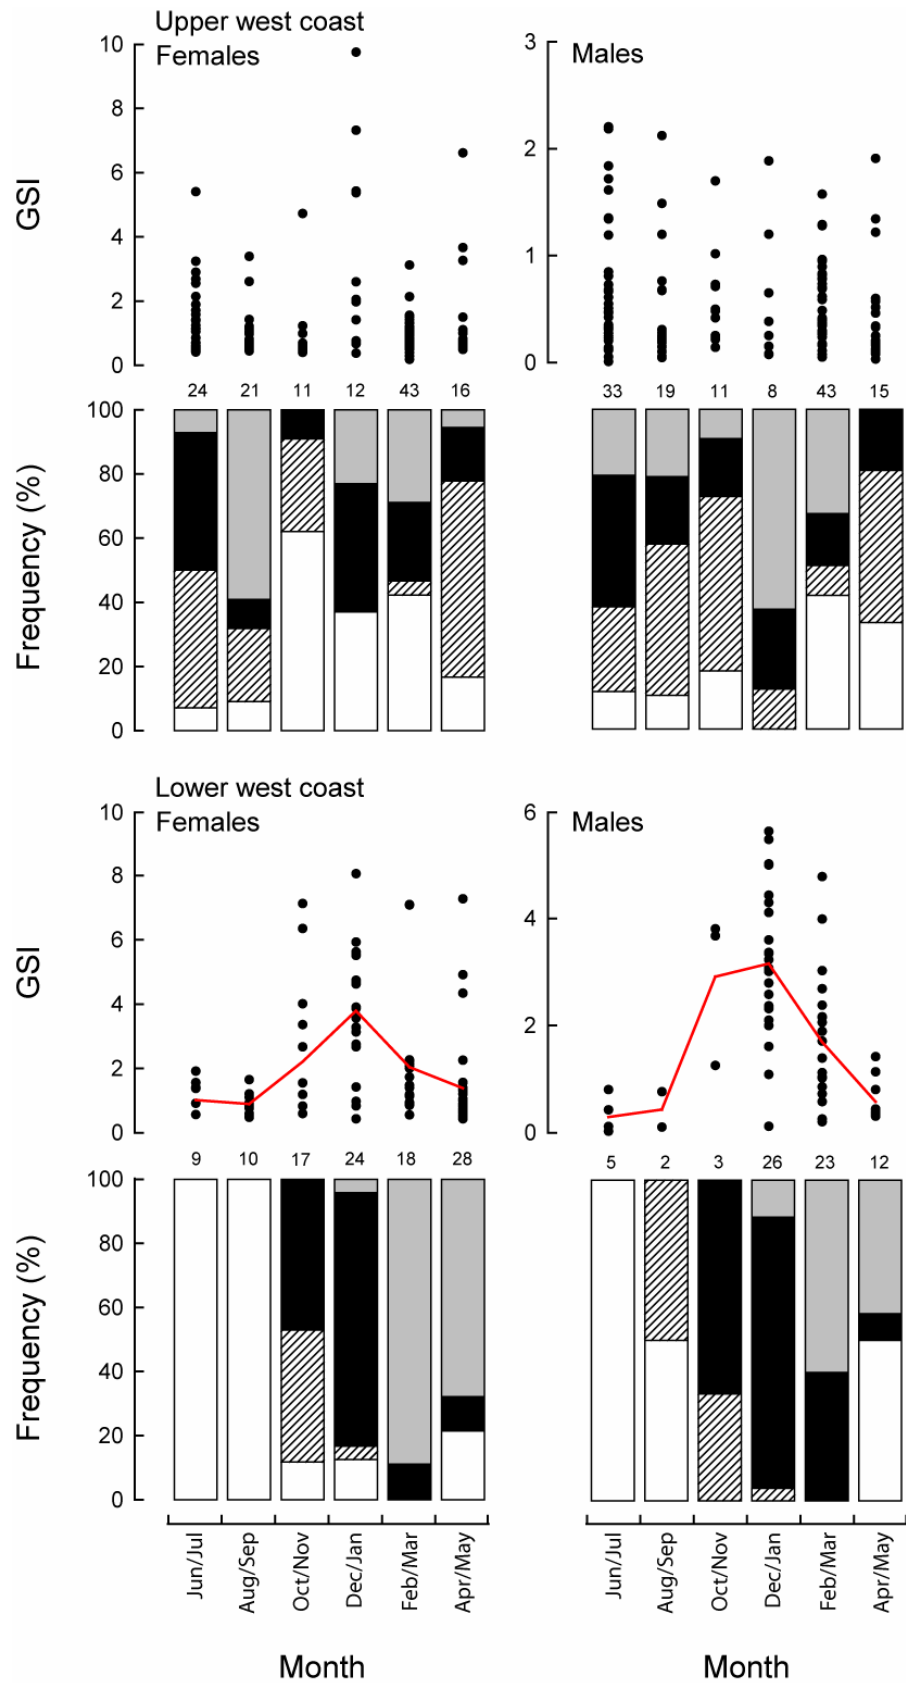 Upper west coast
Females
Males
GSI
10
8
6
4
2
0
3
2
1
0
24 21 11 12 43 16
33 19 11 8 43 15
Frequency (%)
100
80
60
40
20
0
Lower west coast
Females
Males
GSI
10
8
6
4
2
0
6
4
2
0
9 10 17 24 18 28
5 2 3 26 23 12
Frequency (%)
100
80
60
40
20
0
Jun/Jul Aug/Sep Oct/Nov Dec/Jan Feb/Mar Apr/May
Jun/Jul Aug/Sep Oct/Nov Dec/Jan Feb/Mar Apr/May
Month
Month